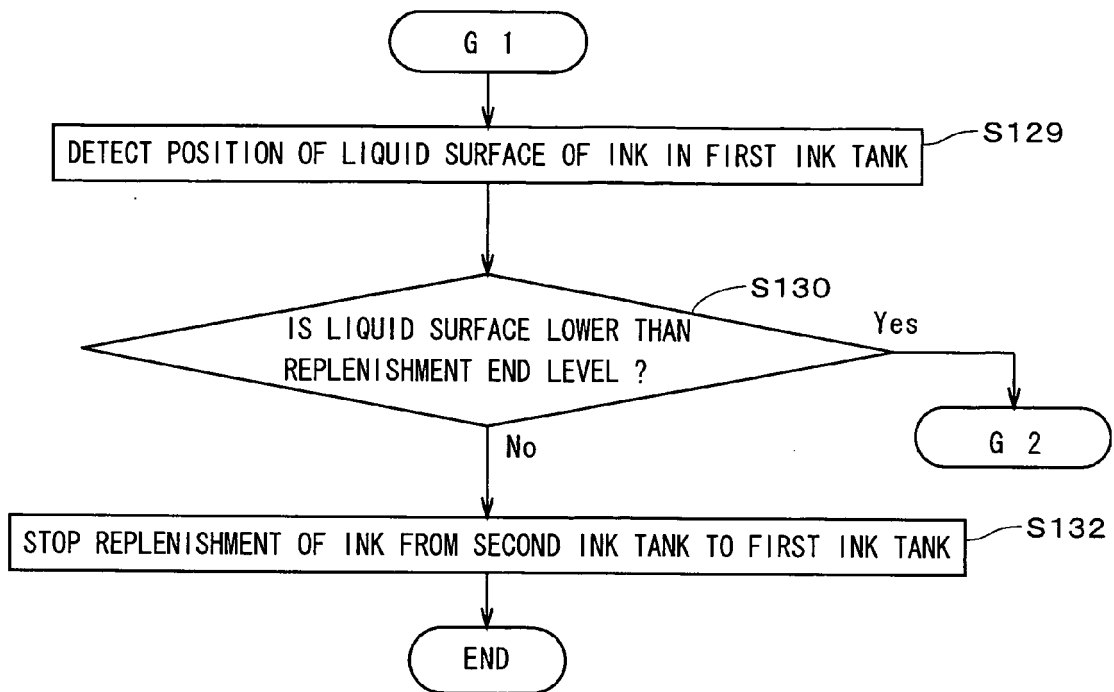 G 1
DETECT POSITION OF LIQUID SURFACE OF INK IN FIRST INK TANK
S129
S130
IS LIQUID SURFACE LOWER THAN
REPLENISHMENT END LEVEL ?
Yes
G 2
No
STOP REPLENISHMENT OF INK FROM SECOND INK TANK TO FIRST INK TANK
S132
END